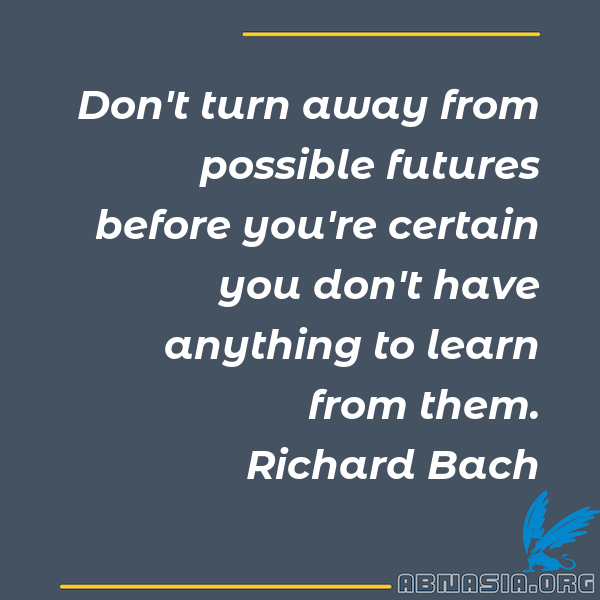 Don't turn away from
possible futures
before you're certain
you don't have
anything to learn
from them.
Richard Bach
ABNASIA.ORG